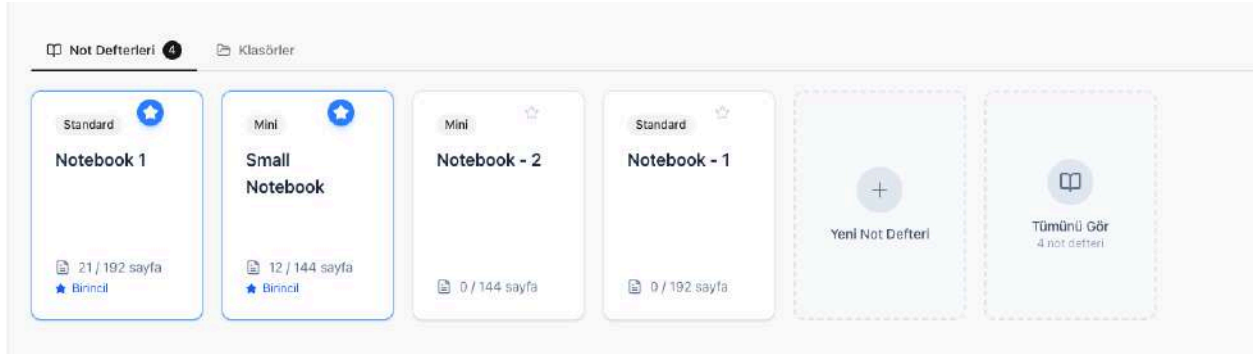 Not Defterleri 4
Klasörler
Standard
Notebook 1
21 / 192 sayfa
Birincil
Mini
Small
Notebook
12 / 144 sayfa
Birincil
Mini
Notebook - 2
0 / 144 sayfa
Standard
Notebook - 1
0 / 192 sayfa
Yeni Not Defteri
Tümünü Gör
4 not defteri